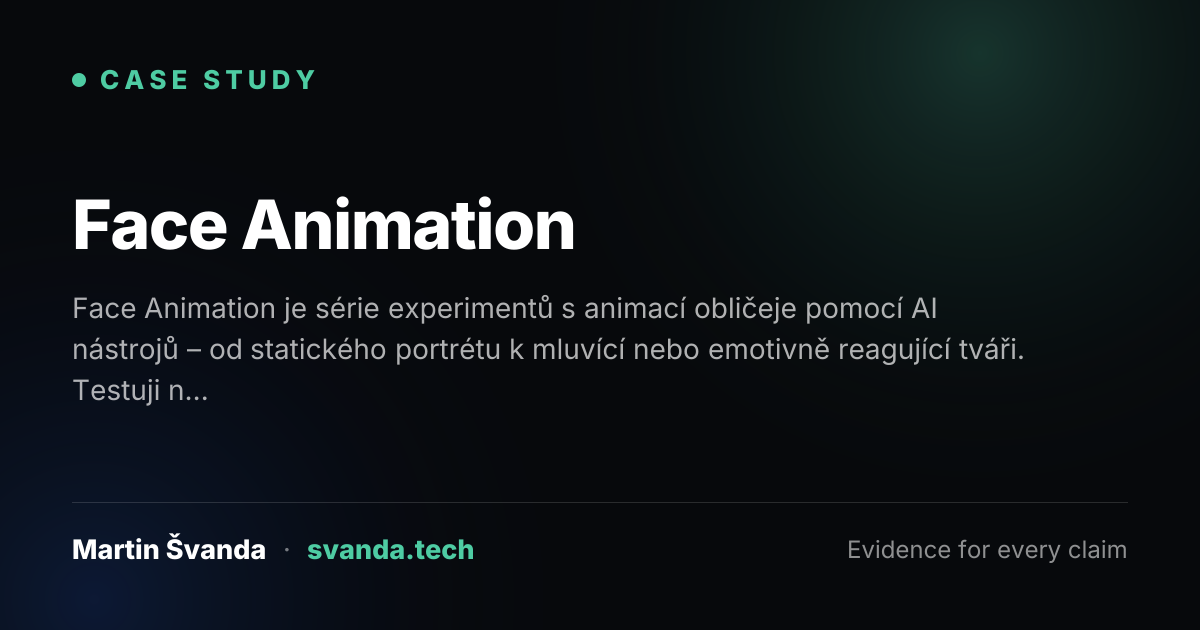 CASE STUDY
Face Animation
Face Animation je série experimentů s animací obličeje pomocí AI
nástrojů – od statického portrétu k mluvící nebo emotivně reagující tváři.
Testuji n...
Martin Švanda · svanda.tech
Evidence for every claim